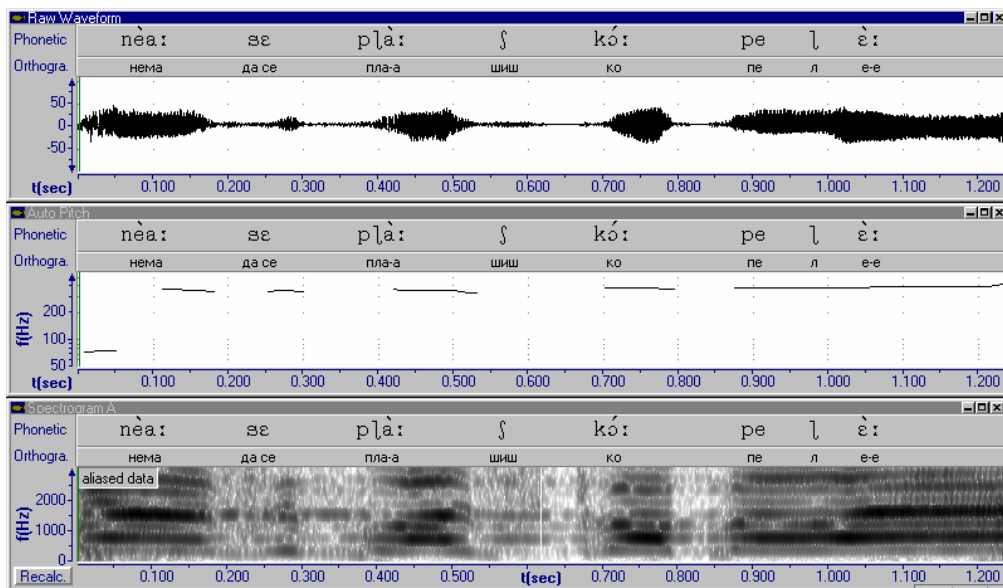 Raw Waveform
Phonetic nèaː sɛ pl̩àː ʃ kɔ́ː pe l̩ ɛ̀ː
Orthogra. нема да се пла-а шиш ко пе л е-е
50
0
-50
t(sec) 0.100 0.200 0.300 0.400 0.500 0.600 0.700 0.800 0.900 1.000 1.100 1.200
Auto Pitch
Phonetic nèaː sɛ pl̩àː ʃ kɔ́ː pe l̩ ɛ̀ː
Orthogra. нема да се пла-а шиш ко пе л е-е
f(Hz)
200
100
50
t(sec) 0.100 0.200 0.300 0.400 0.500 0.600 0.700 0.800 0.900 1.000 1.100 1.200
Spectrogram A
Phonetic nèaː sɛ pl̩àː ʃ kɔ́ː pe l̩ ɛ̀ː
Orthogra. нема да се пла-а шиш ко пе л е-е
aliased data
f(Hz)
2000
1000
0
Recalc. 0.100 0.200 0.300 0.400 0.500 t(sec) 0.700 0.800 0.900 1.000 1.100 1.200